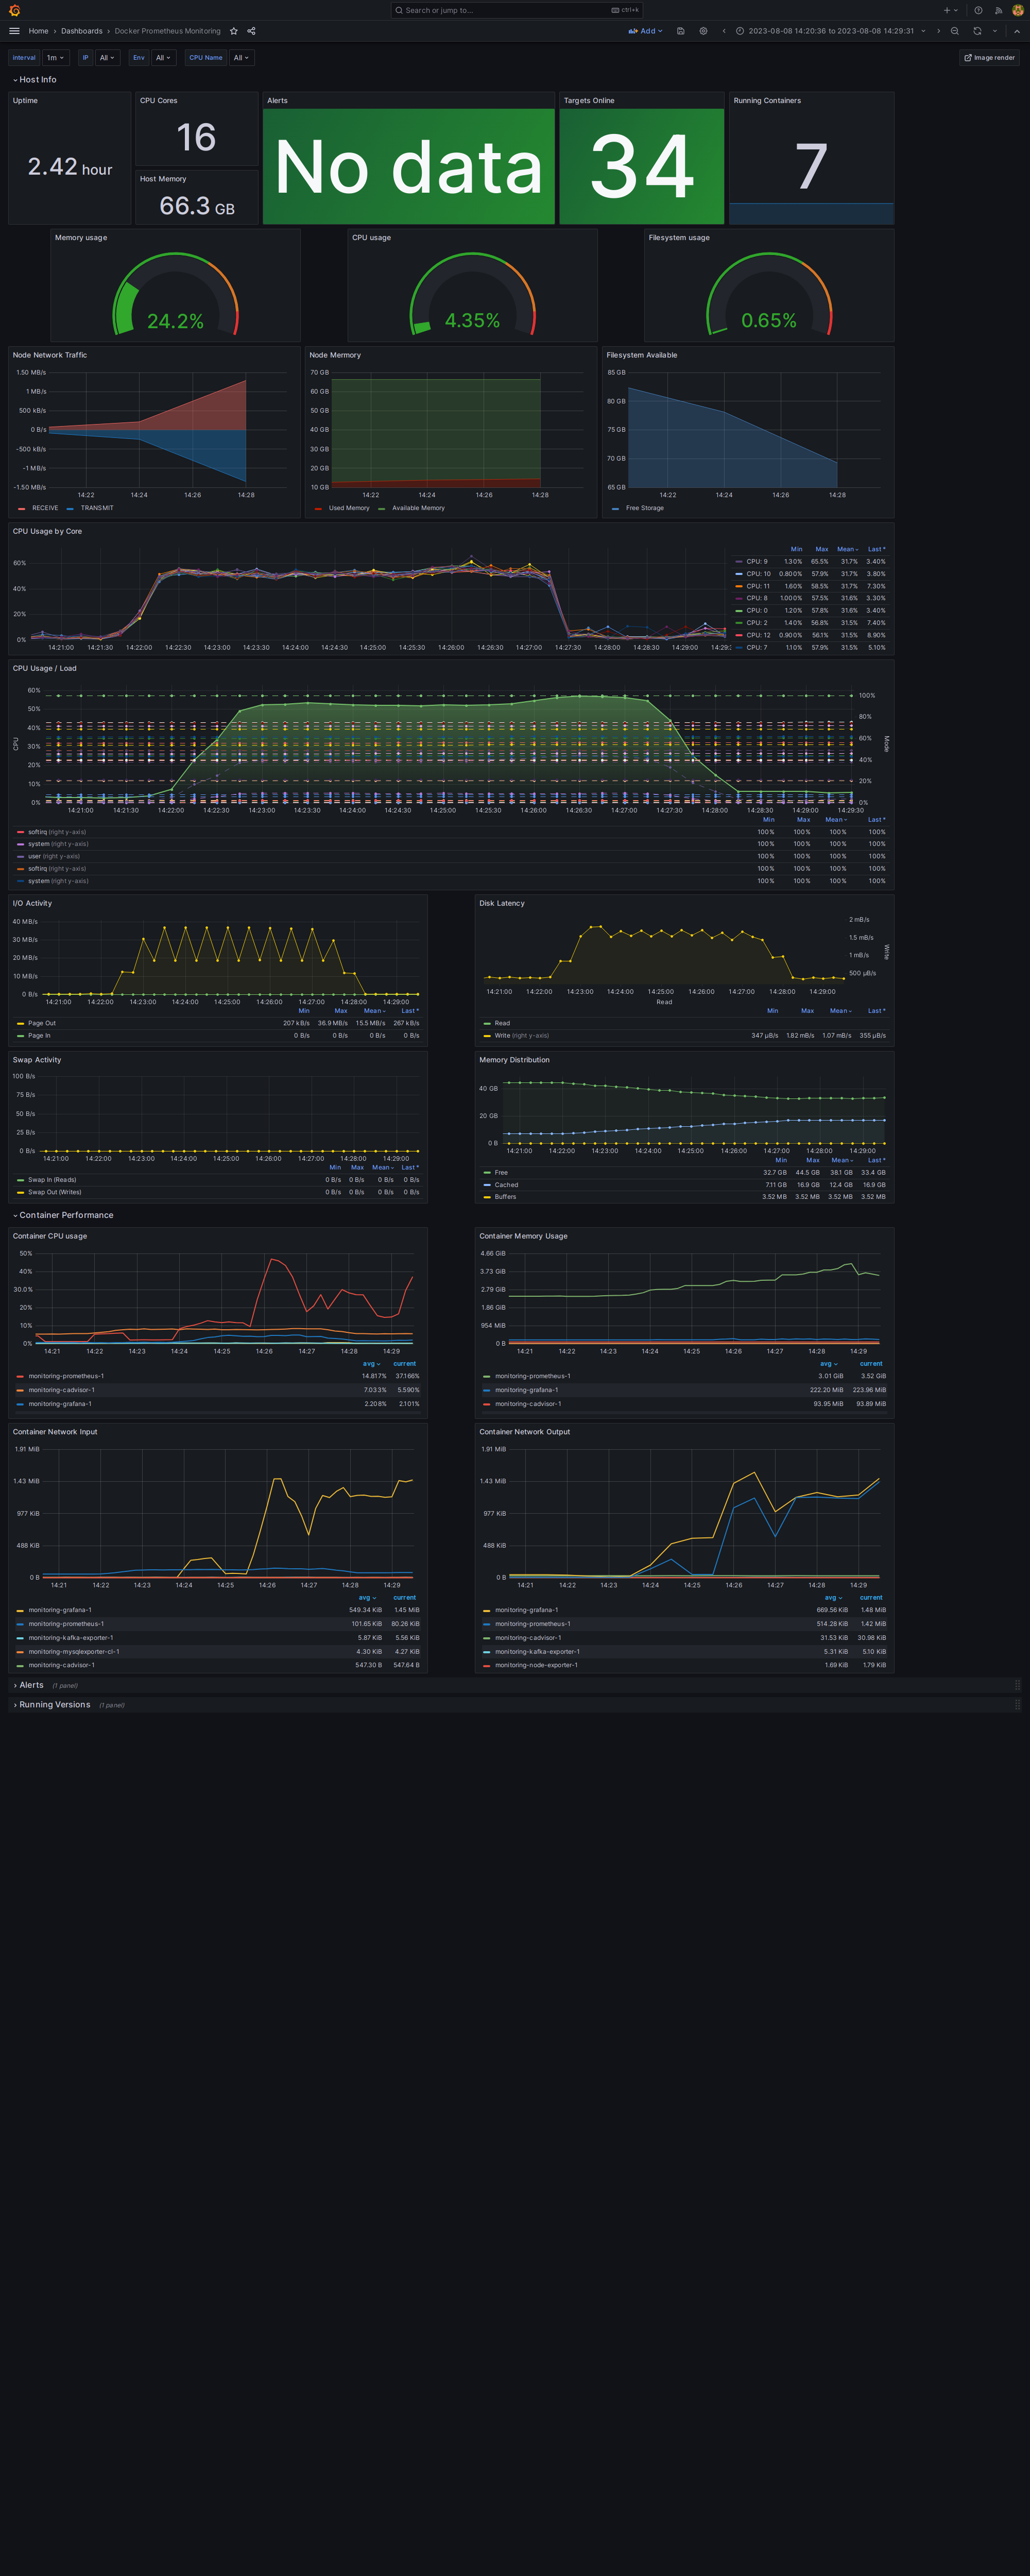 Search or jump to... ctrl+k
Home › Dashboards › Docker Prometheus Monitoring Add 2023-08-08 14:20:36 to 2023-08-08 14:29:31
Interval 1m IP All Env All CPU Name All Image render
Host Info
Uptime CPU Cores Alerts Targets Online Running Containers
2.42 hour 16 No data 34 7
Host Memory
66.3 GB
Memory usage CPU usage Filesystem usage
24.2% 4.35% 0.65%
Node Network Traffic
1.50 MB/s
1 MB/s
500 kB/s
0 B/s
-500 kB/s
-1 MB/s
-1.50 MB/s
14:22 14:24 14:26 14:28
RECEIVE TRANSMIT
Node Mermory
70 GB
60 GB
50 GB
40 GB
30 GB
20 GB
10 GB
14:22 14:24 14:26 14:28
Used Memory Available Memory
Filesystem Available
85 GB
80 GB
75 GB
70 GB
65 GB
14:22 14:24 14:26 14:28
Free Storage
CPU Usage by Core
60%
40%
20%
0%
14:21:00 14:21:30 14:22:00 14:22:30 14:23:00 14:23:30 14:24:00 14:24:30 14:25:00 14:25:30 14:26:00 14:26:30 14:27:00 14:27:30 14:28:00 14:28:30 14:29:00 14:29:
Min Max Mean Last *
CPU: 9 1.30% 65.5% 31.7% 3.40%
CPU: 10 0.800% 57.9% 31.7% 3.80%
CPU: 11 1.60% 58.5% 31.7% 7.30%
CPU: 8 1.000% 57.5% 31.6% 3.30%
CPU: 0 1.20% 57.8% 31.6% 3.40%
CPU: 2 1.40% 56.8% 31.5% 7.40%
CPU: 12 0.900% 56.1% 31.5% 8.90%
CPU: 7 1.10% 57.9% 31.5% 5.10%
CPU Usage / Load
60%
50%
40%
30%
20%
10%
0%
CPU
100%
80%
60%
40%
20%
0%
Mode
14:21:00 14:21:30 14:22:00 14:22:30 14:23:00 14:23:30 14:24:00 14:24:30 14:25:00 14:25:30 14:26:00 14:26:30 14:27:00 14:27:30 14:28:00 14:28:30 14:29:00 14:29:30
Min Max Mean Last *
softirq (right y-axis) 100% 100% 100% 100%
system (right y-axis) 100% 100% 100% 100%
user (right y-axis) 100% 100% 100% 100%
softirq (right y-axis) 100% 100% 100% 100%
system (right y-axis) 100% 100% 100% 100%
I/O Activity
40 MB/s
30 MB/s
20 MB/s
10 MB/s
0 B/s
14:21:00 14:22:00 14:23:00 14:24:00 14:25:00 14:26:00 14:27:00 14:28:00 14:29:00
Min Max Mean Last *
Page Out 207 kB/s 36.9 MB/s 15.5 MB/s 267 kB/s
Page In 0 B/s 0 B/s 0 B/s 0 B/s
Disk Latency
2 mB/s
1.5 mB/s
1 mB/s
500 µB/s
Write
14:21:00 14:22:00 14:23:00 14:24:00 14:25:00 14:26:00 14:27:00 14:28:00 14:29:00
Read
Min Max Mean Last *
Read
Write (right y-axis) 347 µB/s 1.82 mB/s 1.07 mB/s 355 µB/s
Swap Activity
100 B/s
75 B/s
50 B/s
25 B/s
0 B/s
14:21:00 14:22:00 14:23:00 14:24:00 14:25:00 14:26:00 14:27:00 14:28:00 14:29:00
Min Max Mean Last *
Swap In (Reads) 0 B/s 0 B/s 0 B/s 0 B/s
Swap Out (Writes) 0 B/s 0 B/s 0 B/s 0 B/s
Memory Distribution
40 GB
20 GB
0 B
14:21:00 14:22:00 14:23:00 14:24:00 14:25:00 14:26:00 14:27:00 14:28:00 14:29:00
Min Max Mean Last *
Free 32.7 GB 44.5 GB 38.1 GB 33.4 GB
Cached 7.11 GB 16.9 GB 12.4 GB 16.9 GB
Buffers 3.52 MB 3.52 MB 3.52 MB 3.52 MB
Container Performance
Container CPU usage
50%
40%
30.0%
20%
10%
0%
14:21 14:22 14:23 14:24 14:25 14:26 14:27 14:28 14:29
avg current
monitoring-prometheus-1 14.817% 37.166%
monitoring-cadvisor-1 7.033% 5.590%
monitoring-grafana-1 2.208% 2.101%
Container Memory Usage
4.66 GiB
3.73 GiB
2.79 GiB
1.86 GiB
954 MiB
0 B
14:21 14:22 14:23 14:24 14:25 14:26 14:27 14:28 14:29
avg current
monitoring-prometheus-1 3.01 GiB 3.52 GiB
monitoring-grafana-1 222.20 MiB 223.96 MiB
monitoring-cadvisor-1 93.95 MiB 93.89 MiB
Container Network Input
1.91 MiB
1.43 MiB
977 KiB
488 KiB
0 B
14:21 14:22 14:23 14:24 14:25 14:26 14:27 14:28 14:29
avg current
monitoring-grafana-1 549.34 KiB 1.45 MiB
monitoring-prometheus-1 101.65 KiB 80.26 KiB
monitoring-kafka-exporter-1 5.87 KiB 5.56 KiB
monitoring-mysqlexporter-cl-1 4.30 KiB 4.27 KiB
monitoring-cadvisor-1 547.30 B 547.64 B
Container Network Output
1.91 MiB
1.43 MiB
977 KiB
488 KiB
0 B
14:21 14:22 14:23 14:24 14:25 14:26 14:27 14:28 14:29
avg current
monitoring-grafana-1 669.56 KiB 1.48 MiB
monitoring-prometheus-1 514.28 KiB 1.42 MiB
monitoring-cadvisor-1 31.53 KiB 30.98 KiB
monitoring-kafka-exporter-1 5.31 KiB 5.10 KiB
monitoring-node-exporter-1 1.69 KiB 1.79 KiB
Alerts (1 panel)
Running Versions (1 panel)